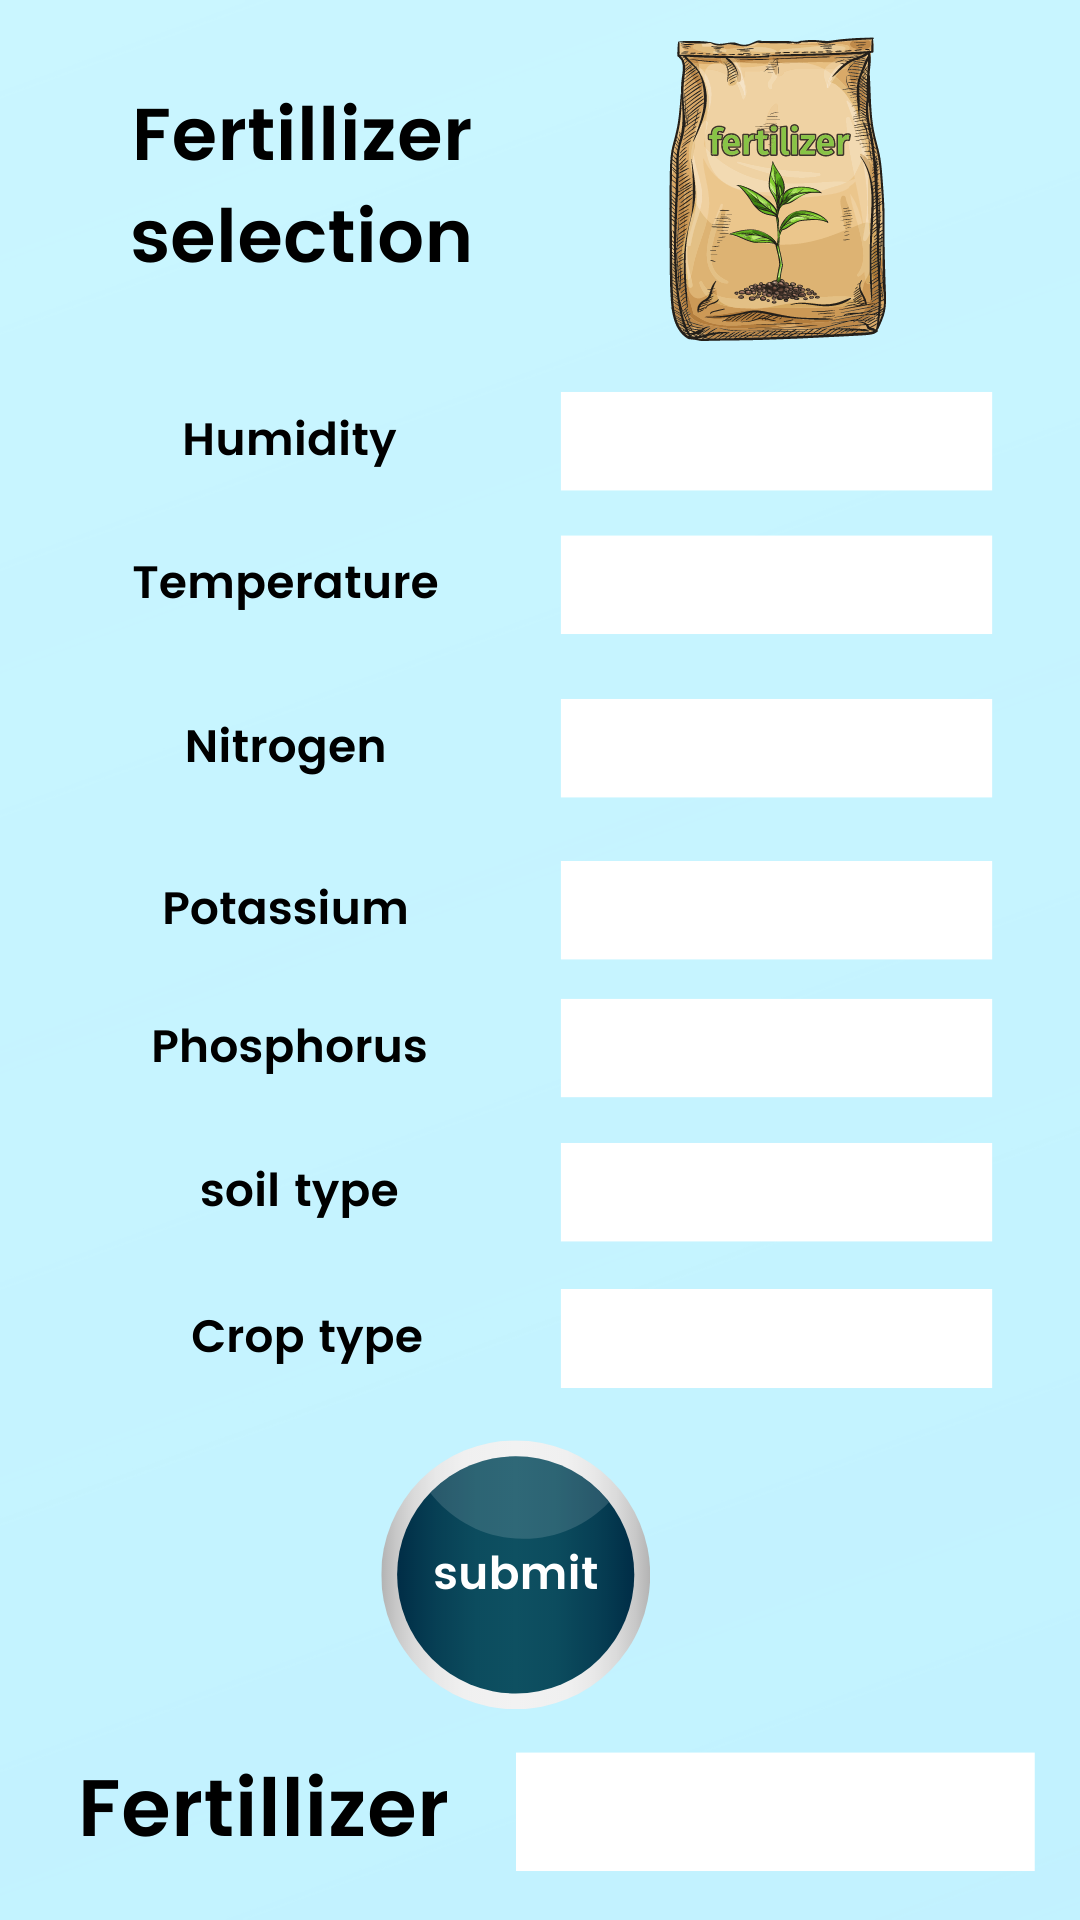 Fertillizer
selection
fertilizer
Humidity
Temperature
Nitrogen
Potassium
Phosphorus
soil type
Crop type
submit
Fertillizer